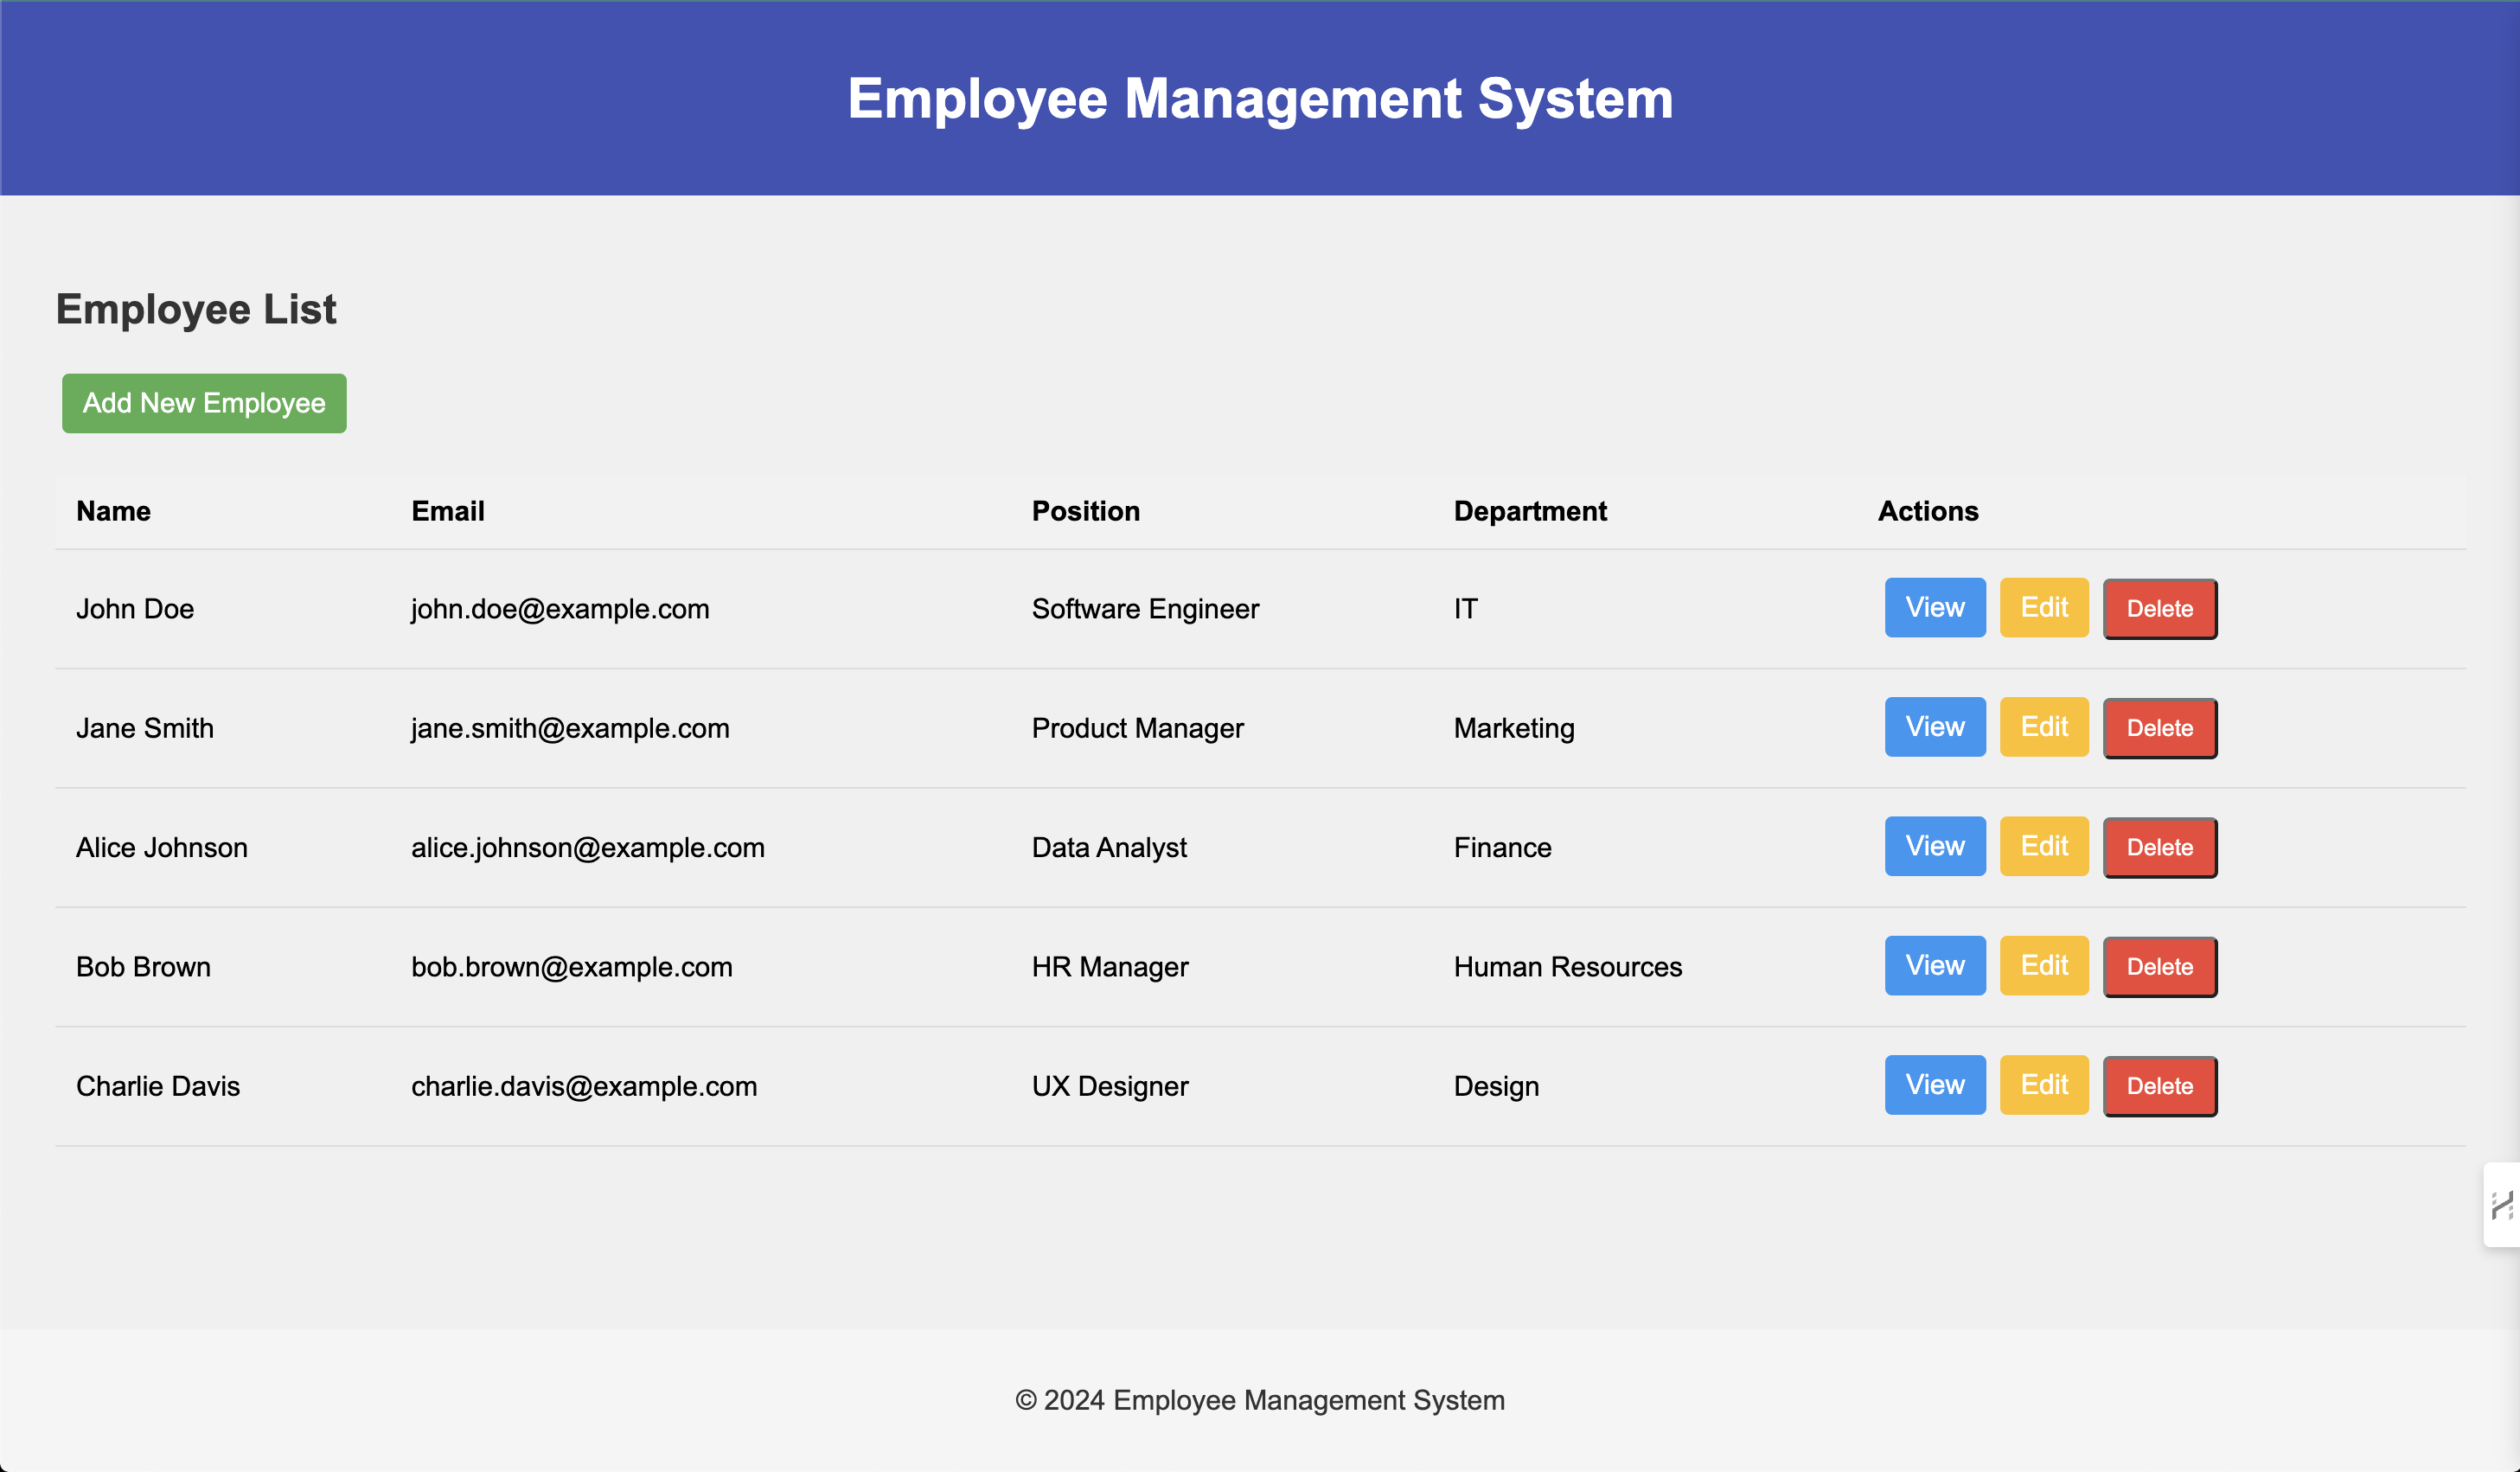 Employee Management System
Employee List
Add New Employee
Name Email Position Department Actions
John Doe john.doe@example.com Software Engineer IT View Edit Delete
Jane Smith jane.smith@example.com Product Manager Marketing View Edit Delete
Alice Johnson alice.johnson@example.com Data Analyst Finance View Edit Delete
Bob Brown bob.brown@example.com HR Manager Human Resources View Edit Delete
Charlie Davis charlie.davis@example.com UX Designer Design View Edit Delete
© 2024 Employee Management System